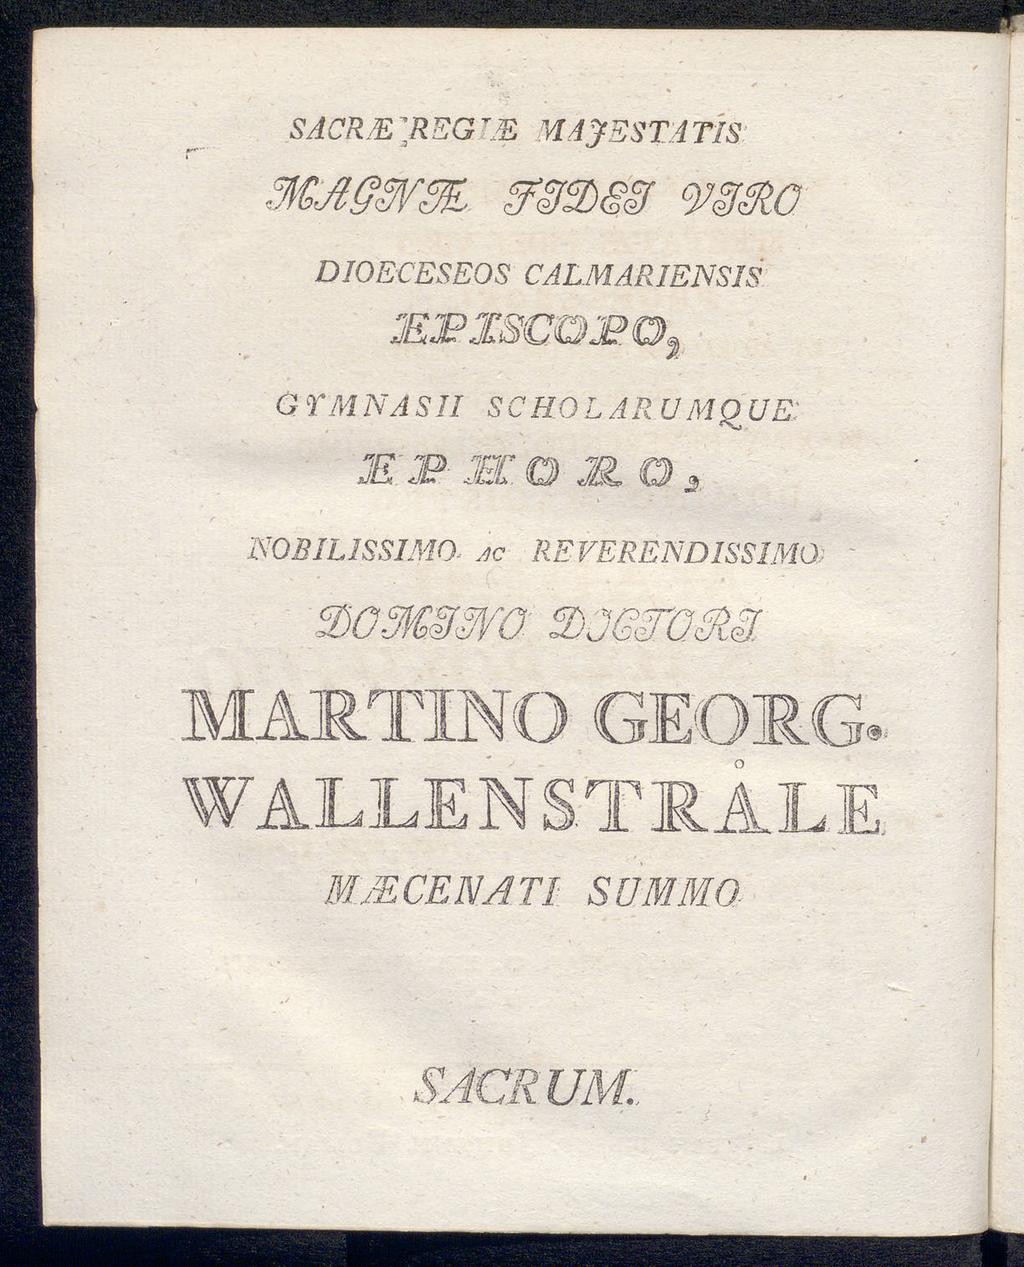 SACRÆ REGIÆ MAJESTATIS
MAGNÆ FIDEI VIRO
DIOECESEOS CALMARIENSIS
EPISCOPO,
GYMNASII SCHOLARUMQUE
EPHORO,
NOBILISSIMO AC REVERENDISSIMO
DOMINO DOCTORI
MARTINO GEORG.
WALLENSTRÅLE
MÆCENATI SUMMO
SACRUM.